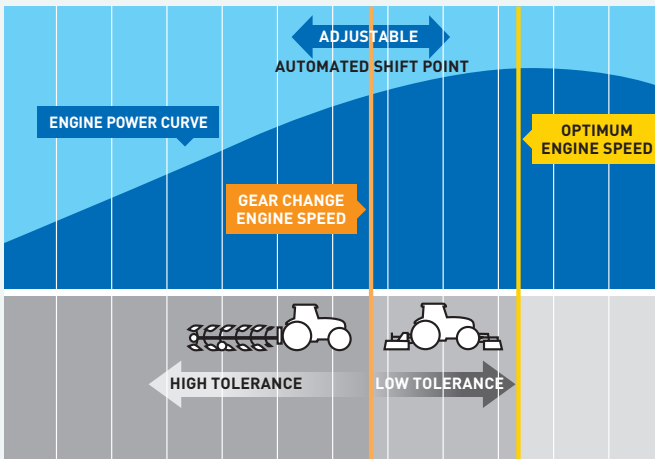 ADJUSTABLE
AUTOMATED SHIFT POINT
ENGINE POWER CURVE
OPTIMUM
ENGINE SPEED
GEAR CHANGE
ENGINE SPEED
HIGH TOLERANCE
LOW TOLERANCE